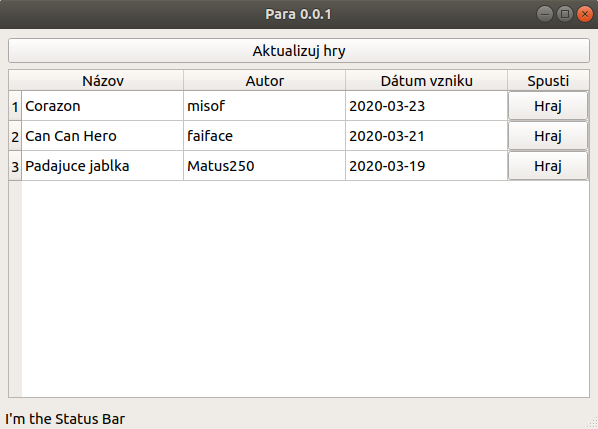 Para 0.0.1
Aktualizuj hry
Názov Autor Dátum vzniku Spusti
1 Corazon misof 2020-03-23 Hraj
2 Can Can Hero faiface 2020-03-21 Hraj
3 Padajuce jablka Matus250 2020-03-19 Hraj
I'm the Status Bar